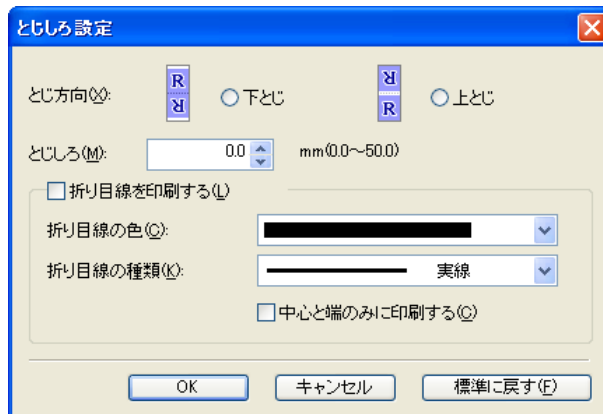 とじしろ設定
とじ方向(X):
R
R
下とじ
R
R
上とじ
とじしろ(M):
0.0
mm(0.0～50.0)
折り目線を印刷する(L)
折り目線の色(C):
折り目線の種類(K):
実線
中心と端のみに印刷する(C)
OK
キャンセル
標準に戻す(F)